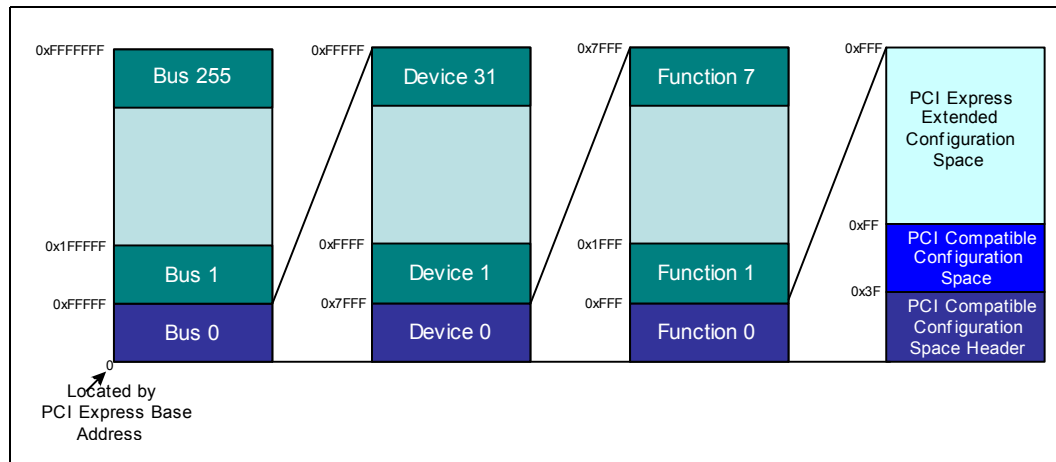 0xFFFFFFF
Bus 255
0x1FFFFF
Bus 1
0xFFFFF
Bus 0
0
Located by
PCI Express Base
Address
0xFFFFF
Device 31
0xFFFF
Device 1
0x7FFF
Device 0
0x7FFF
Function 7
0x1FFF
Function 1
0xFFF
Function 0
0xFFF
PCI Express
Extended
Configuration
Space
0xFF
PCI Compatible
Configuration
Space
0x3F
PCI Compatible
Configuration
Space Header